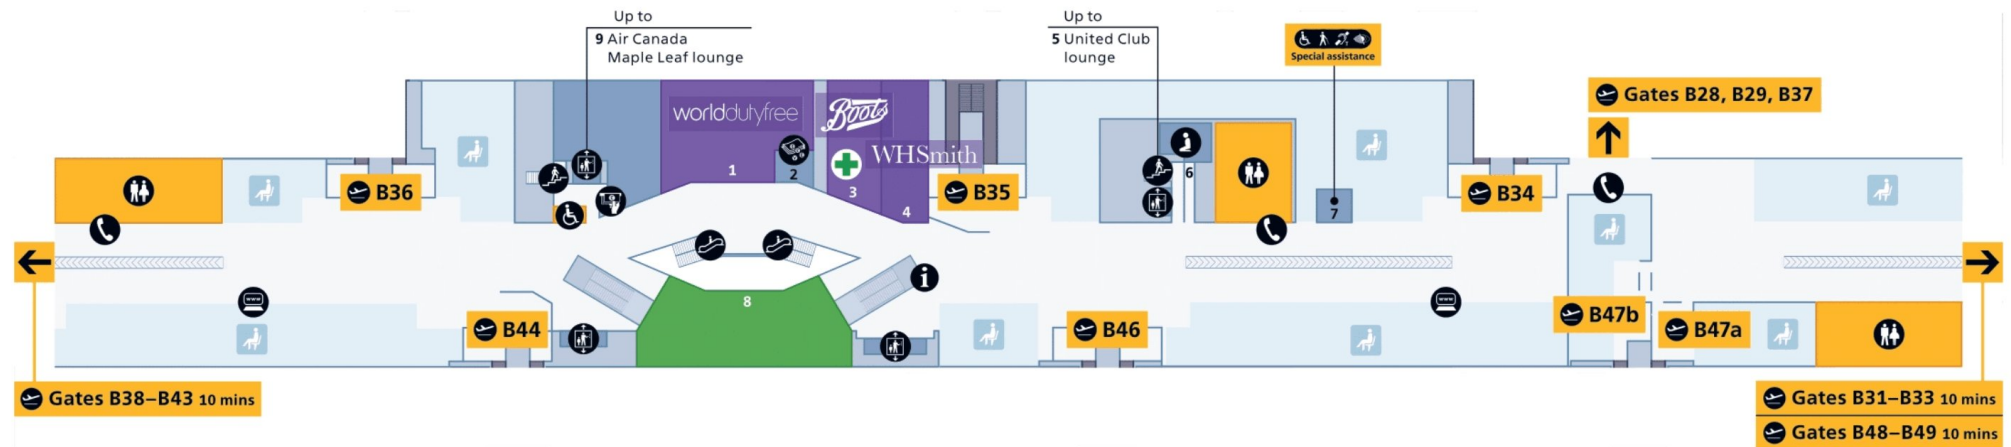 Up to
9 Air Canada
Maple Leaf lounge
Up to
5 United Club
lounge
Special assistance
Gates B28, B29, B37
worlddutyfree
Boots
WHSmith
1
2
3
4
6
7
8
B36
B35
B34
B44
B46
B47b
B47a
i
www
www
Gates B38–B43 10 mins
Gates B31–B33 10 mins
Gates B48–B49 10 mins